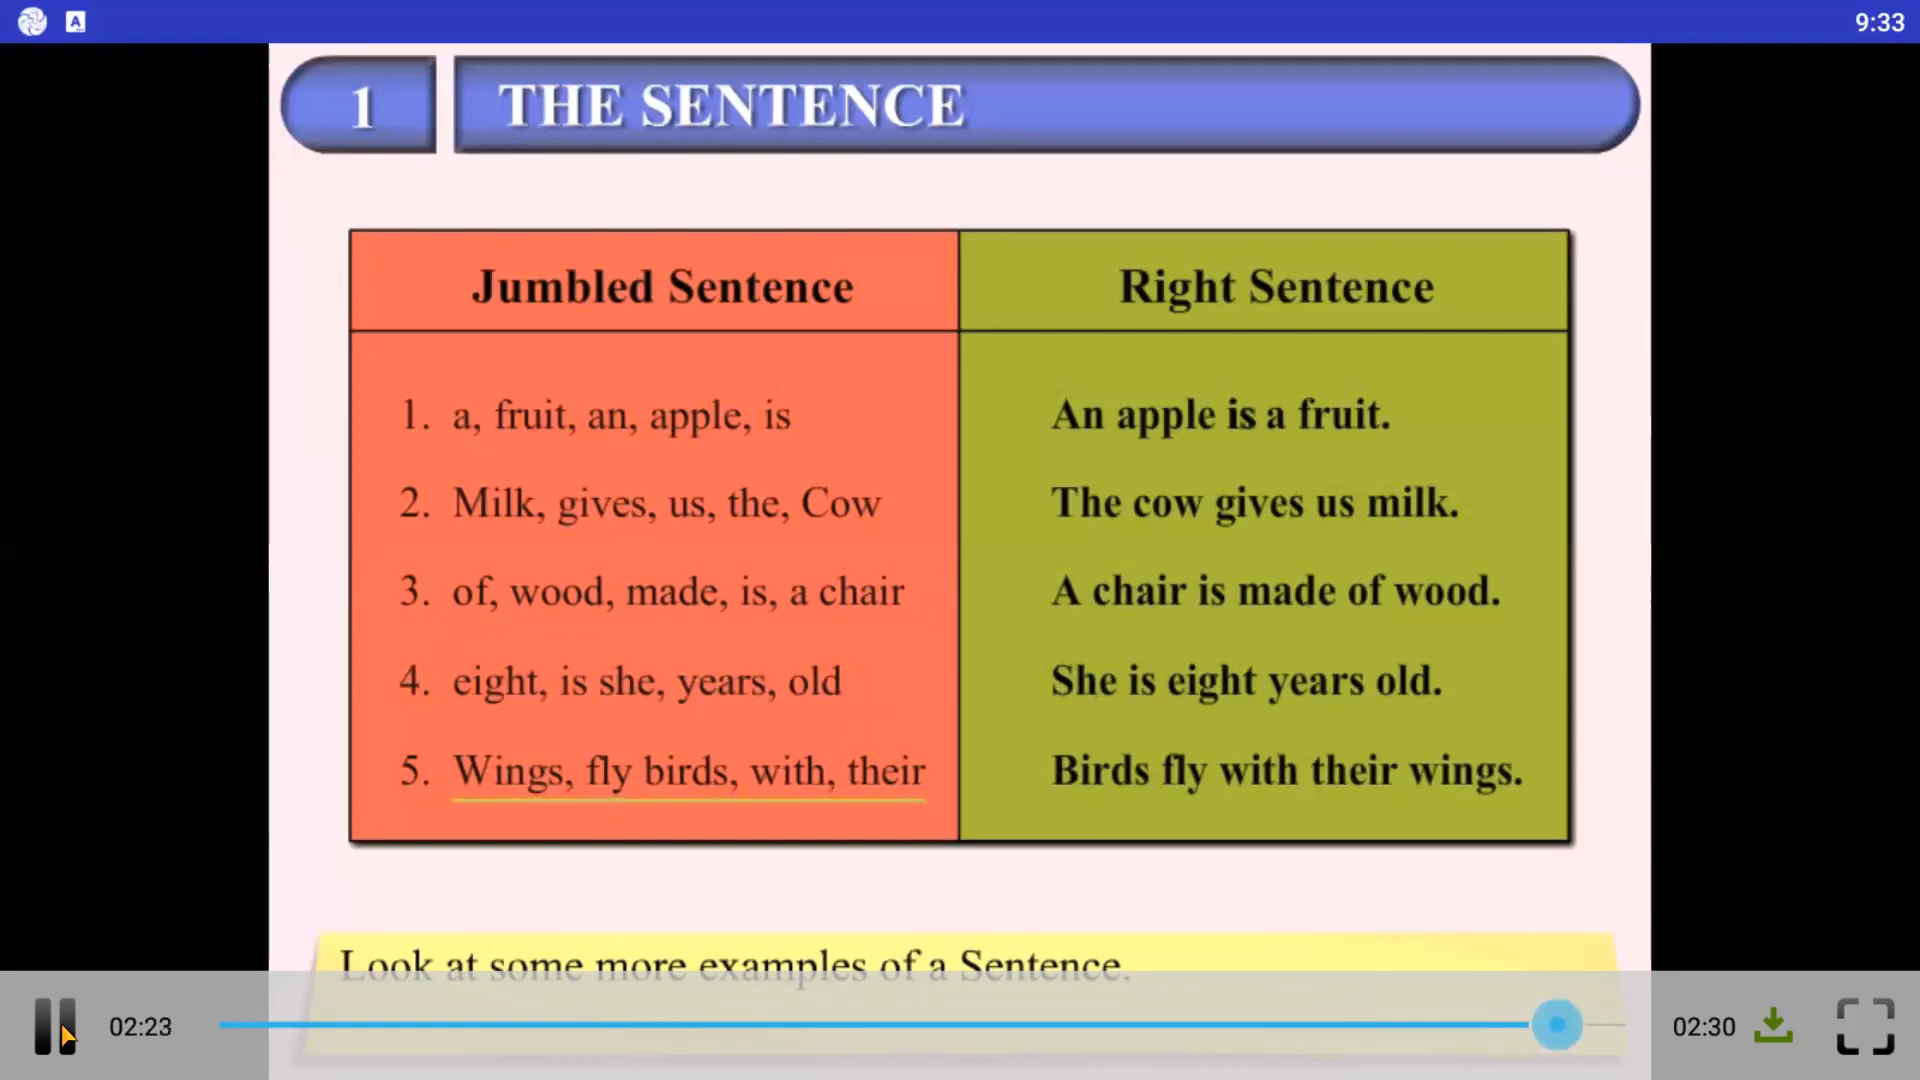 A
9:33
1 THE SENTENCE
Jumbled Sentence Right Sentence
1. a, fruit, an, apple, is An apple is a fruit.
2. Milk, gives, us, the, Cow The cow gives us milk.
3. of, wood, made, is, a chair A chair is made of wood.
4. eight, is she, years, old She is eight years old.
5. Wings, fly birds, with, their Birds fly with their wings.
Look at some more examples of a Sentence.
02:23 02:30